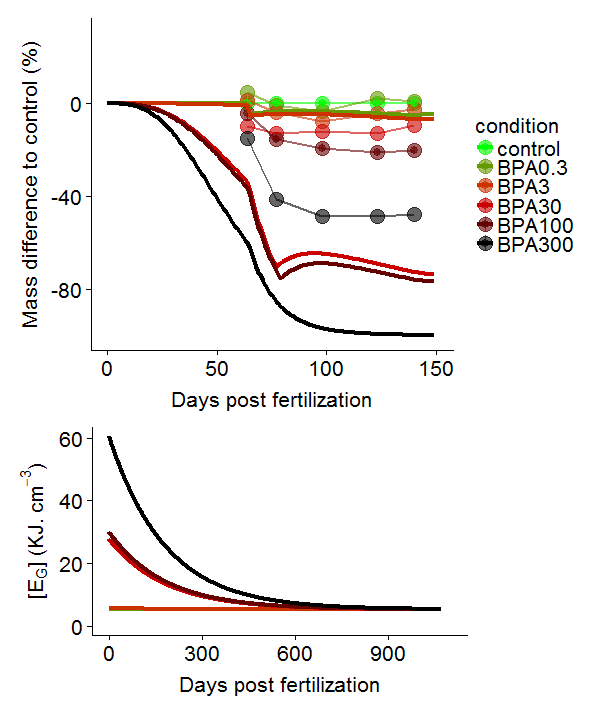 Mass difference to control (%)
0
-40
-80
0
50
100
150
Days post fertilization
condition
control
BPA0.3
BPA3
BPA30
BPA100
BPA300
[E_G] (KJ. cm⁻³)
60
40
20
0
0
300
600
900
Days post fertilization